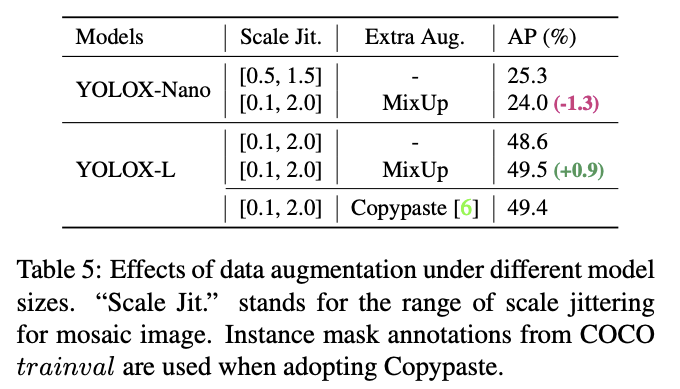 Models Scale Jit. Extra Aug. AP (%)
YOLOX-Nano [0.5, 1.5] - 25.3
[0.1, 2.0] MixUp 24.0 (-1.3)
YOLOX-L [0.1, 2.0] - 48.6
[0.1, 2.0] MixUp 49.5 (+0.9)
[0.1, 2.0] Copypaste [6] 49.4
Table 5: Effects of data augmentation under different model
sizes. “Scale Jit.” stands for the range of scale jittering
for mosaic image. Instance mask annotations from COCO
trainval are used when adopting Copypaste.